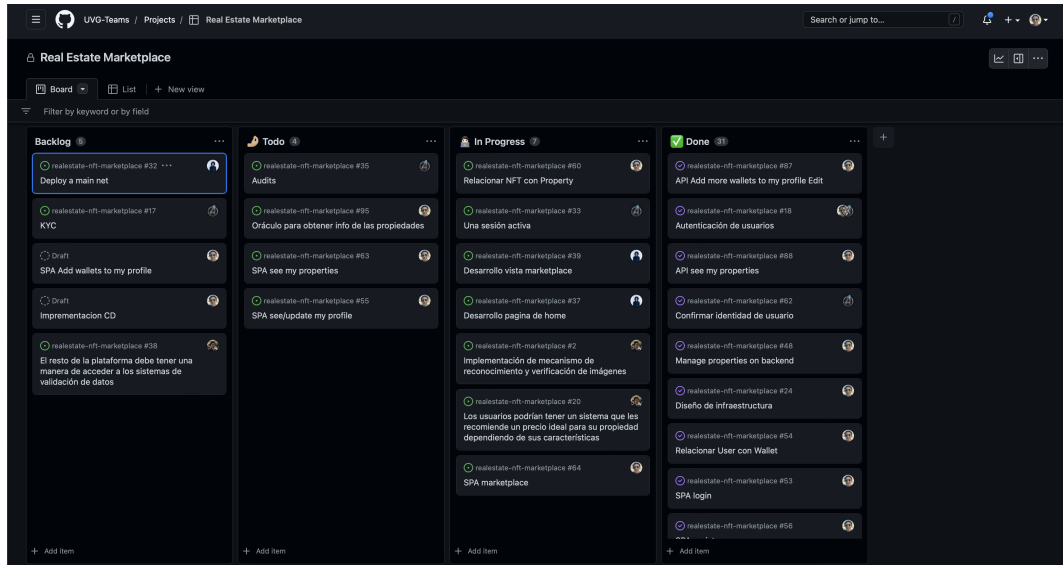 UVG-Teams / Projects / Real Estate Marketplace
Search or jump to... /
Real Estate Marketplace
Board List + New view
Filter by keyword or by field
Backlog 5
realestate-nft-marketplace #32
Deploy a main net
realestate-nft-marketplace #17
KYC
Draft
SPA Add wallets to my profile
Draft
Imprementacion CD
realestate-nft-marketplace #38
El resto de la plataforma debe tener una
manera de acceder a los sistemas de
validación de datos
+ Add item
Todo 4
realestate-nft-marketplace #35
Audits
realestate-nft-marketplace #95
Oráculo para obtener info de las propiedades
realestate-nft-marketplace #63
SPA see my properties
realestate-nft-marketplace #55
SPA see/update my profile
+ Add item
In Progress 7
realestate-nft-marketplace #60
Relacionar NFT con Property
realestate-nft-marketplace #33
Una sesión activa
realestate-nft-marketplace #39
Desarrollo vista marketplace
realestate-nft-marketplace #37
Desarrollo pagina de home
realestate-nft-marketplace #2
Implementación de mecanismo de
reconocimiento y verificación de imágenes
realestate-nft-marketplace #20
Los usuarios podrían tener un sistema que les
recomiende un precio ideal para su propiedad
dependiendo de sus características
realestate-nft-marketplace #64
SPA marketplace
+ Add item
Done 31
realestate-nft-marketplace #87
API Add more wallets to my profile Edit
realestate-nft-marketplace #18
Autenticación de usuarios
realestate-nft-marketplace #88
API see my properties
realestate-nft-marketplace #62
Confirmar identidad de usuario
realestate-nft-marketplace #48
Manage properties on backend
realestate-nft-marketplace #24
Diseño de infraestructura
realestate-nft-marketplace #54
Relacionar User con Wallet
realestate-nft-marketplace #53
SPA login
realestate-nft-marketplace #56
+ Add item